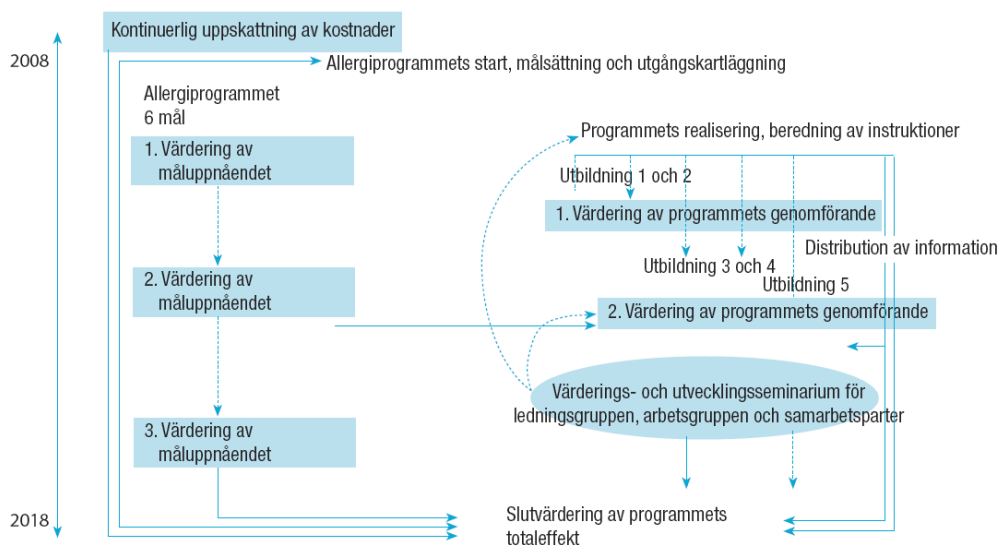 Kontinuerlig uppskattning av kostnader
2008
Allergiprogrammets start, målsättning och utgångskartläggning
Allergiprogrammet
6 mål
1. Värdering av
måluppnåendet
2. Värdering av
måluppnåendet
3. Värdering av
måluppnåendet
Programmets realisering, beredning av instruktioner
Utbildning 1 och 2
1. Värdering av programmets genomförande
Distribution av information
Utbildning 3 och 4
Utbildning 5
2. Värdering av programmets genomförande
Värderings- och utvecklingsseminarium för
ledningsgruppen, arbetsgruppen och samarbetsparter
2018
Slutvärdering av programmets
totaleffekt